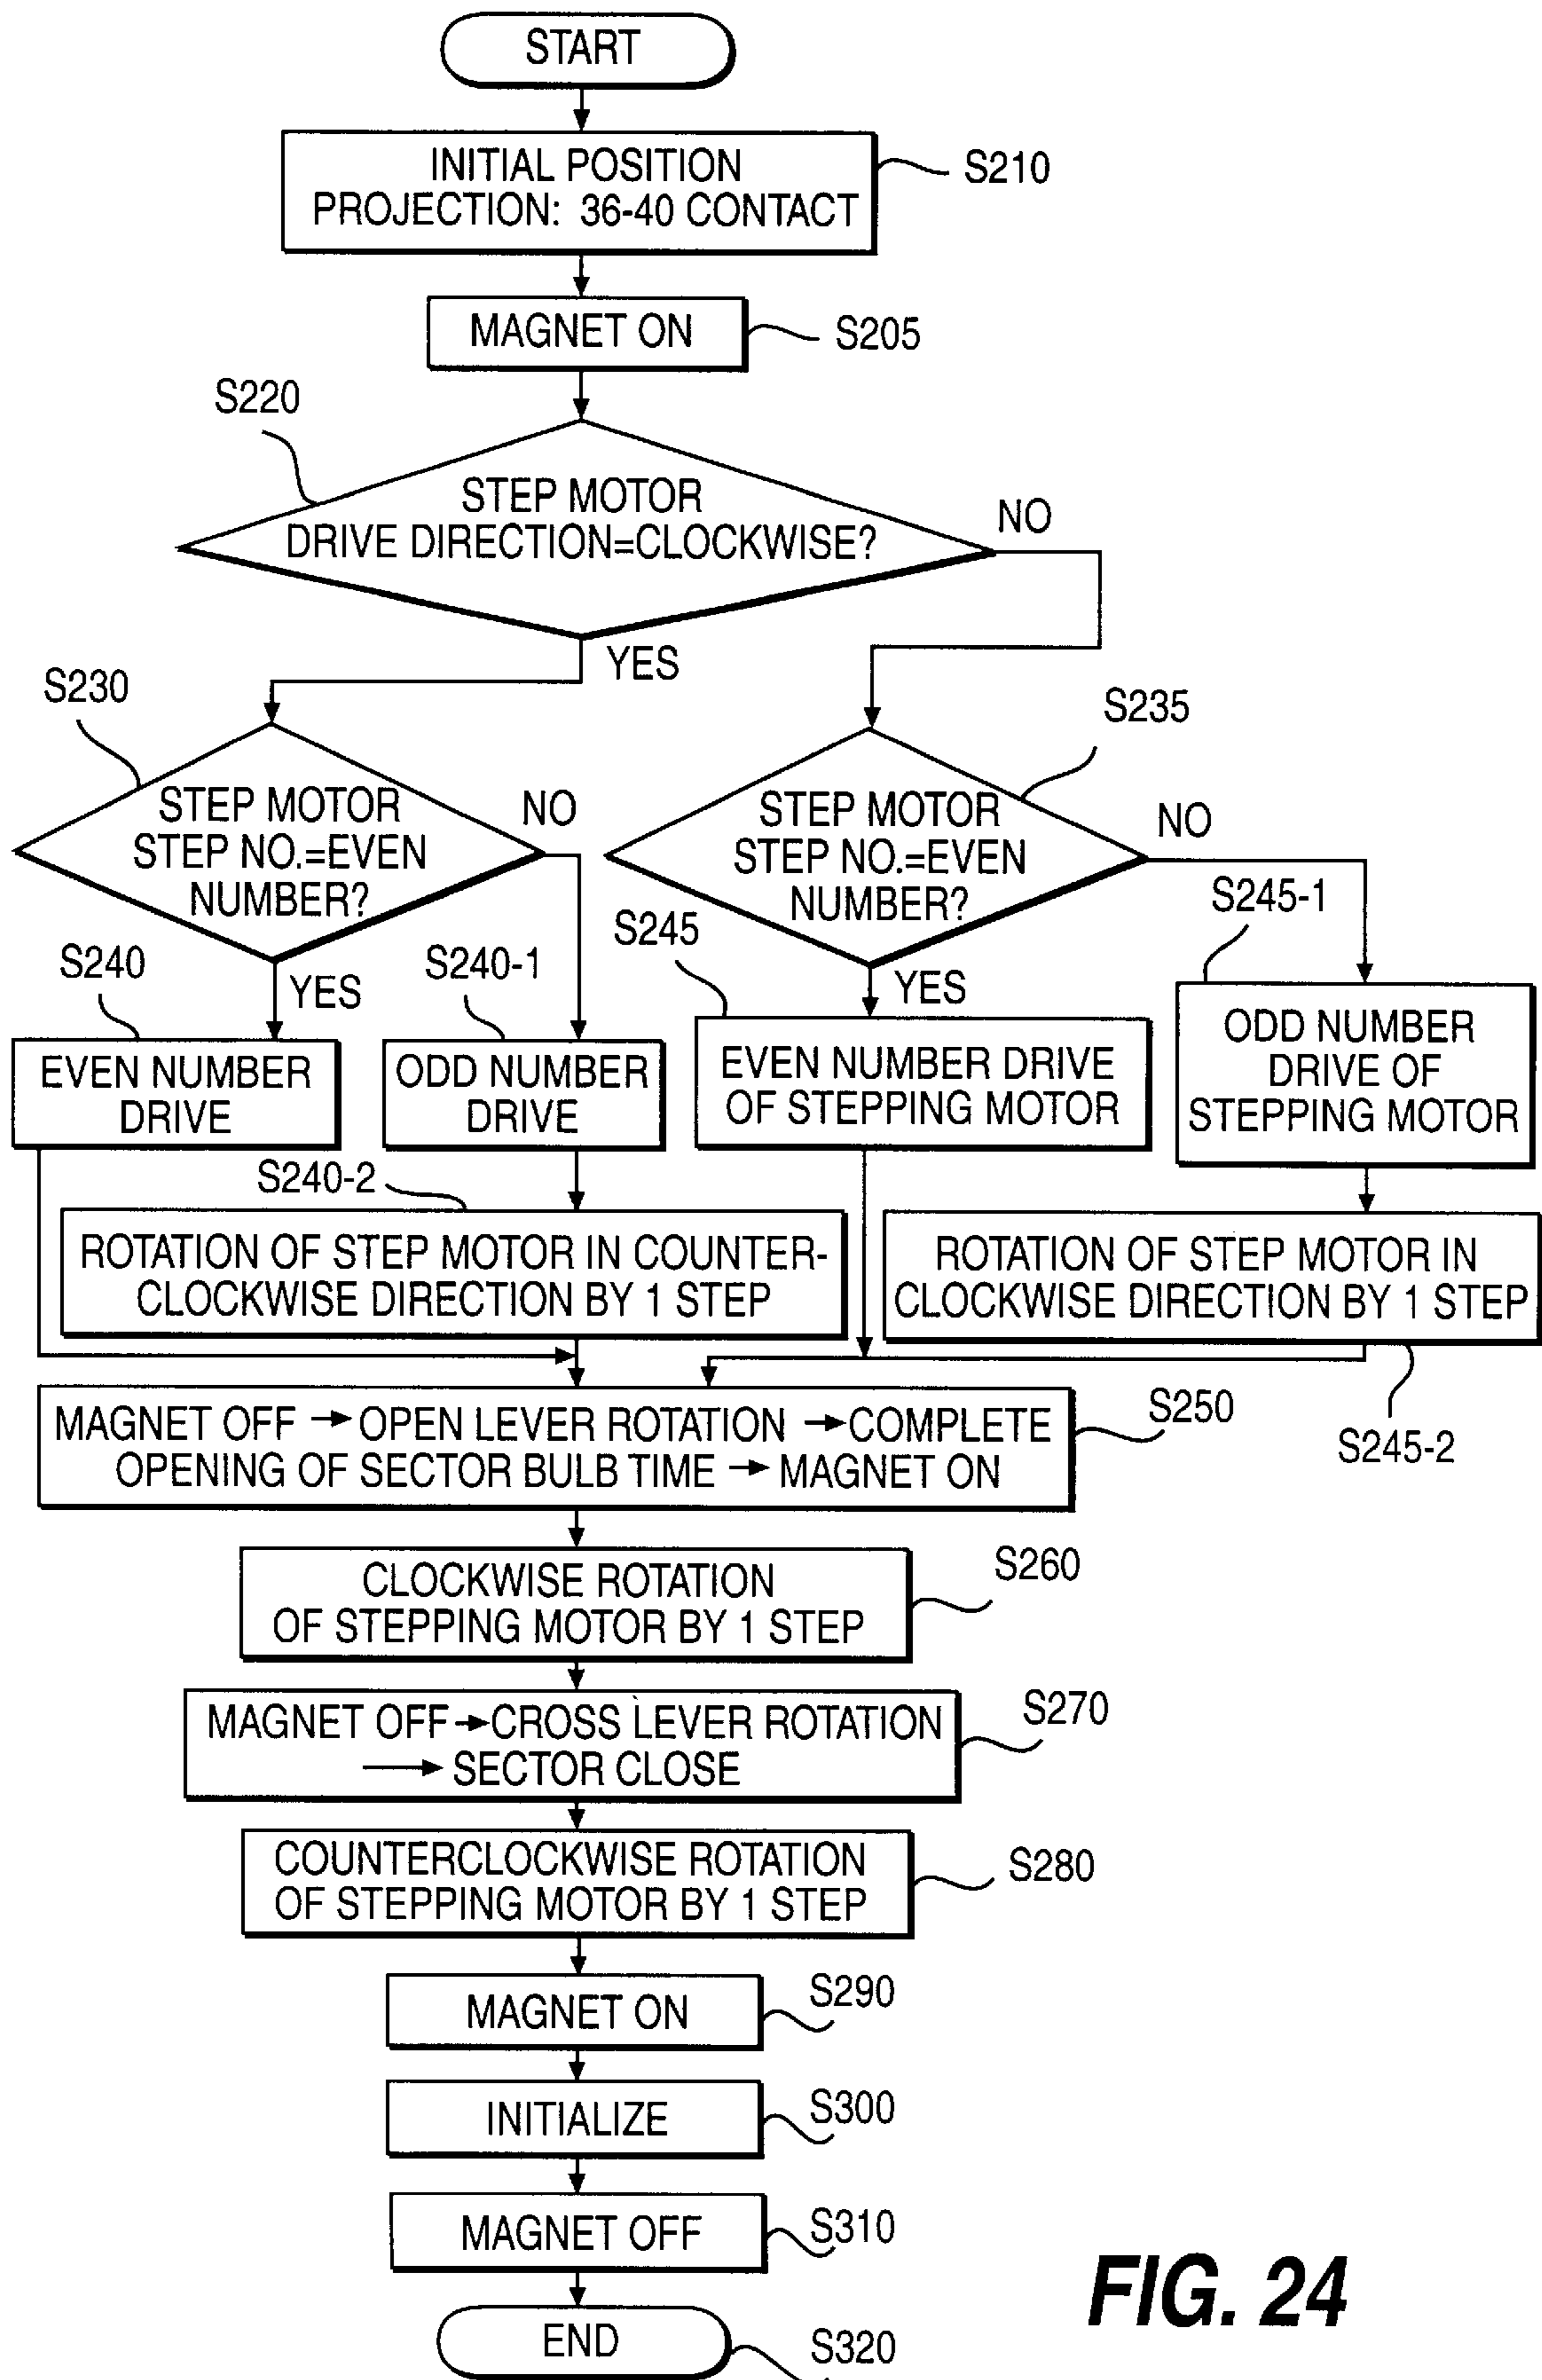 START
INITIAL POSITION
PROJECTION: 36-40 CONTACT
S210
MAGNET ON
S205
S220
STEP MOTOR
DRIVE DIRECTION=CLOCKWISE?
NO
YES
S230
STEP MOTOR
STEP NO.=EVEN
NUMBER?
NO
YES
S235
STEP MOTOR
STEP NO.=EVEN
NUMBER?
NO
YES
S240
EVEN NUMBER
DRIVE
S240-1
ODD NUMBER
DRIVE
S245
EVEN NUMBER DRIVE
OF STEPPING MOTOR
S245-1
ODD NUMBER
DRIVE OF
STEPPING MOTOR
S240-2
ROTATION OF STEP MOTOR IN COUNTER-
CLOCKWISE DIRECTION BY 1 STEP
ROTATION OF STEP MOTOR IN
CLOCKWISE DIRECTION BY 1 STEP
S245-2
MAGNET OFF → OPEN LEVER ROTATION → COMPLETE
OPENING OF SECTOR BULB TIME → MAGNET ON
S250
CLOCKWISE ROTATION
OF STEPPING MOTOR BY 1 STEP
S260
MAGNET OFF → CROSS LEVER ROTATION
→ SECTOR CLOSE
S270
COUNTERCLOCKWISE ROTATION
OF STEPPING MOTOR BY 1 STEP
S280
MAGNET ON
S290
INITIALIZE
S300
MAGNET OFF
S310
END
S320
FIG. 24